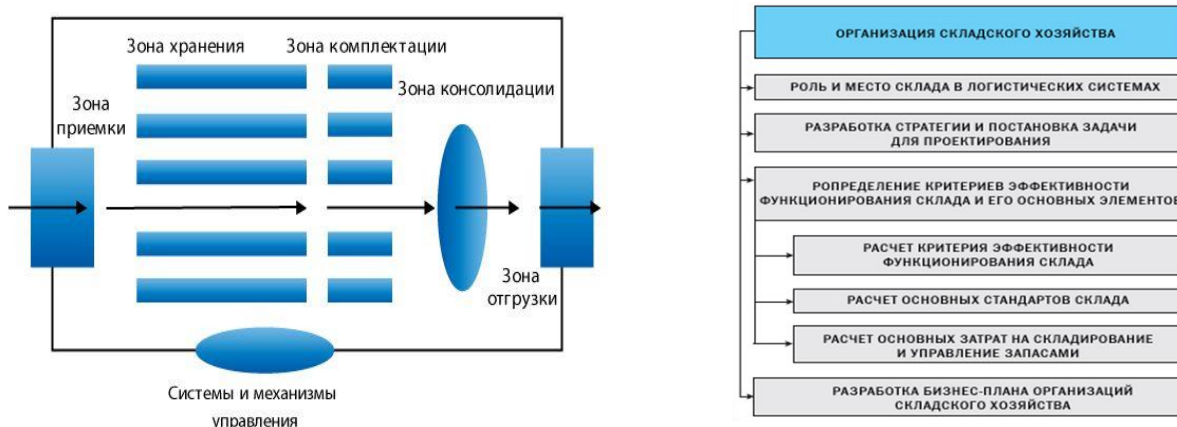 Зона хранения
Зона комплектации
Зона консолидации
Зона
приемки
Зона
отгрузки
Системы и механизмы
управления
ОРГАНИЗАЦИЯ СКЛАДСКОГО ХОЗЯЙСТВА
РОЛЬ И МЕСТО СКЛАДА В ЛОГИСТИЧЕСКИХ СИСТЕМАХ
РАЗРАБОТКА СТРАТЕГИИ И ПОСТАНОВКА ЗАДАЧИ
ДЛЯ ПРОЕКТИРОВАНИЯ
РОПРЕДЕЛЕНИЕ КРИТЕРИЕВ ЭФФЕКТИВНОСТИ
ФУНКЦИОНИРОВАНИЯ СКЛАДА И ЕГО ОСНОВНЫХ ЭЛЕМЕНТОВ
РАСЧЕТ КРИТЕРИЯ ЭФФЕКТИВНОСТИ
ФУНКЦИОНИРОВАНИЯ СКЛАДА
РАСЧЕТ ОСНОВНЫХ СТАНДАРТОВ СКЛАДА
РАСЧЕТ ОСНОВНЫХ ЗАТРАТ НА СКЛАДИРОВАНИЕ
И УПРАВЛЕНИЕ ЗАПАСАМИ
РАЗРАБОТКА БИЗНЕС-ПЛАНА ОРГАНИЗАЦИЙ
СКЛАДСКОГО ХОЗЯЙСТВА